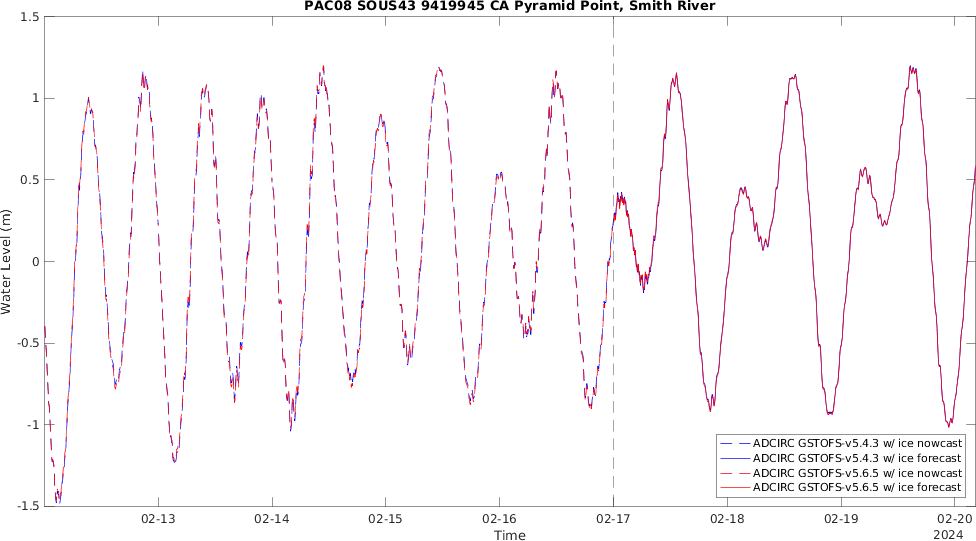 PAC08 SOUS43 9419945 CA Pyramid Point, Smith River
1.5
1
0.5
0
-0.5
-1
-1.5
Water Level (m)
ADCIRC GSTOFS-v5.4.3 w/ ice nowcast
ADCIRC GSTOFS-v5.4.3 w/ ice forecast
ADCIRC GSTOFS-v5.6.5 w/ ice nowcast
ADCIRC GSTOFS-v5.6.5 w/ ice forecast
02-13 02-14 02-15 02-16 02-17 02-18 02-19 02-20
Time 2024